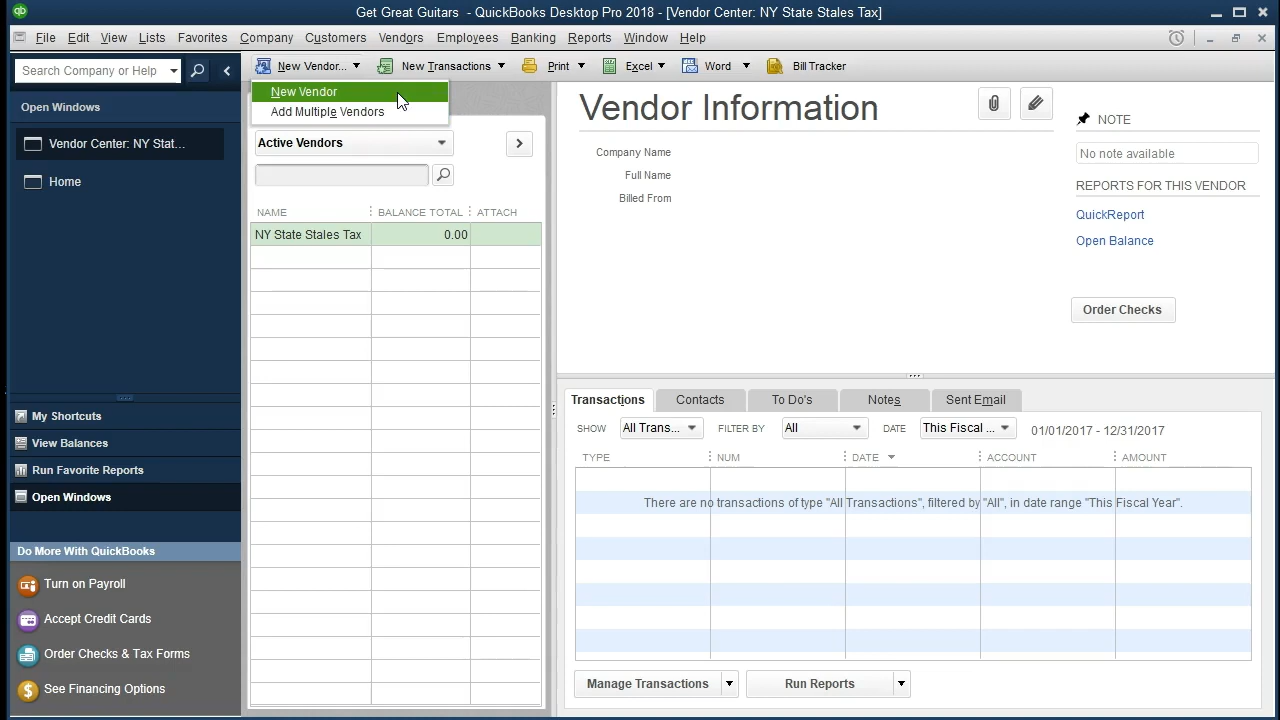 Get Great Guitars - QuickBooks Desktop Pro 2018 - [Vendor Center: NY State Stales Tax]
File Edit View Lists Favorites Company Customers Vendors Employees Banking Reports Window Help
Search Company or Help
New Vendor... New Transactions Print Excel Word Bill Tracker
New Vendor
Add Multiple Vendors
Open Windows
Vendor Center: NY Stat...
Home
Active Vendors
NAME BALANCE TOTAL ATTACH
NY State Stales Tax 0.00
Vendor Information
Company Name
Full Name
Billed From
NOTE
No note available
REPORTS FOR THIS VENDOR
QuickReport
Open Balance
Order Checks
My Shortcuts
View Balances
Run Favorite Reports
Open Windows
Do More With QuickBooks
Turn on Payroll
Accept Credit Cards
Order Checks & Tax Forms
See Financing Options
Transactions Contacts To Do's Notes Sent Email
SHOW All Trans... FILTER BY All DATE This Fiscal ... 01/01/2017 - 12/31/2017
TYPE NUM DATE ACCOUNT AMOUNT
There are no transactions of type "All Transactions", filtered by "All", in date range "This Fiscal Year".
Manage Transactions Run Reports